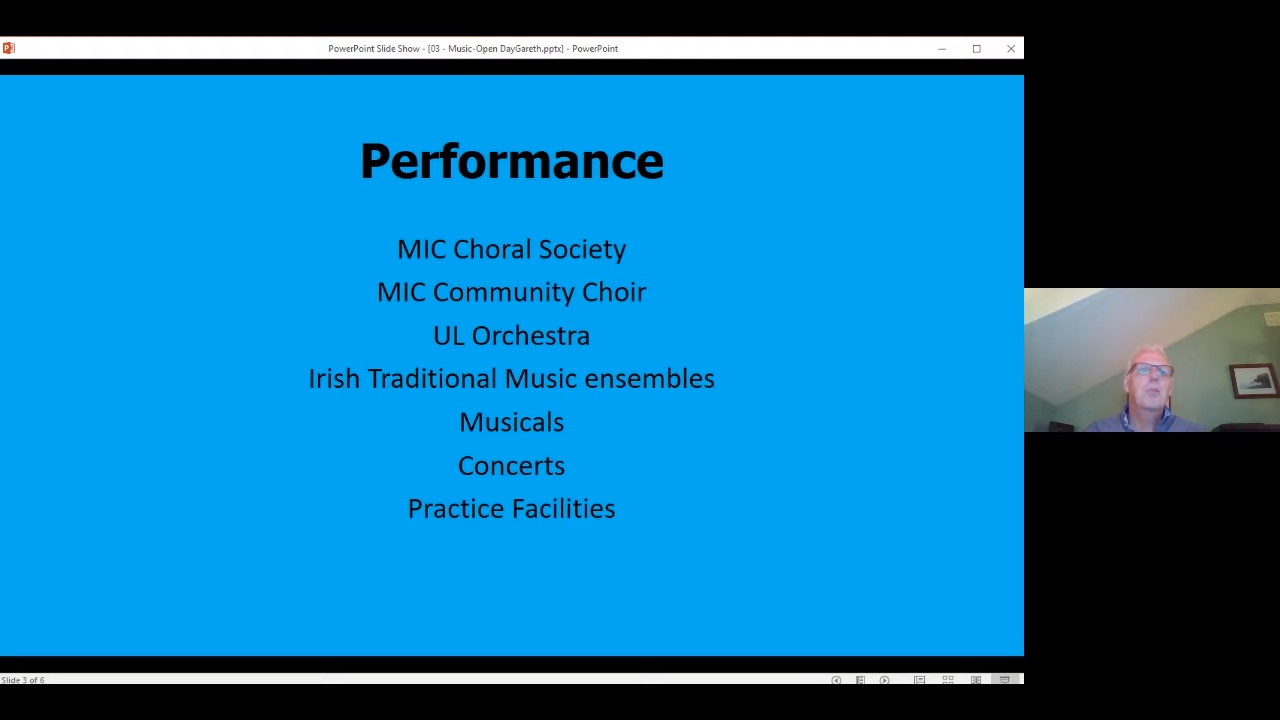 PowerPoint Slide Show - [03 - Music-Open DayGareth.pptx] - PowerPoint
Performance
MIC Choral Society
MIC Community Choir
UL Orchestra
Irish Traditional Music ensembles
Musicals
Concerts
Practice Facilities
Slide 3 of 6